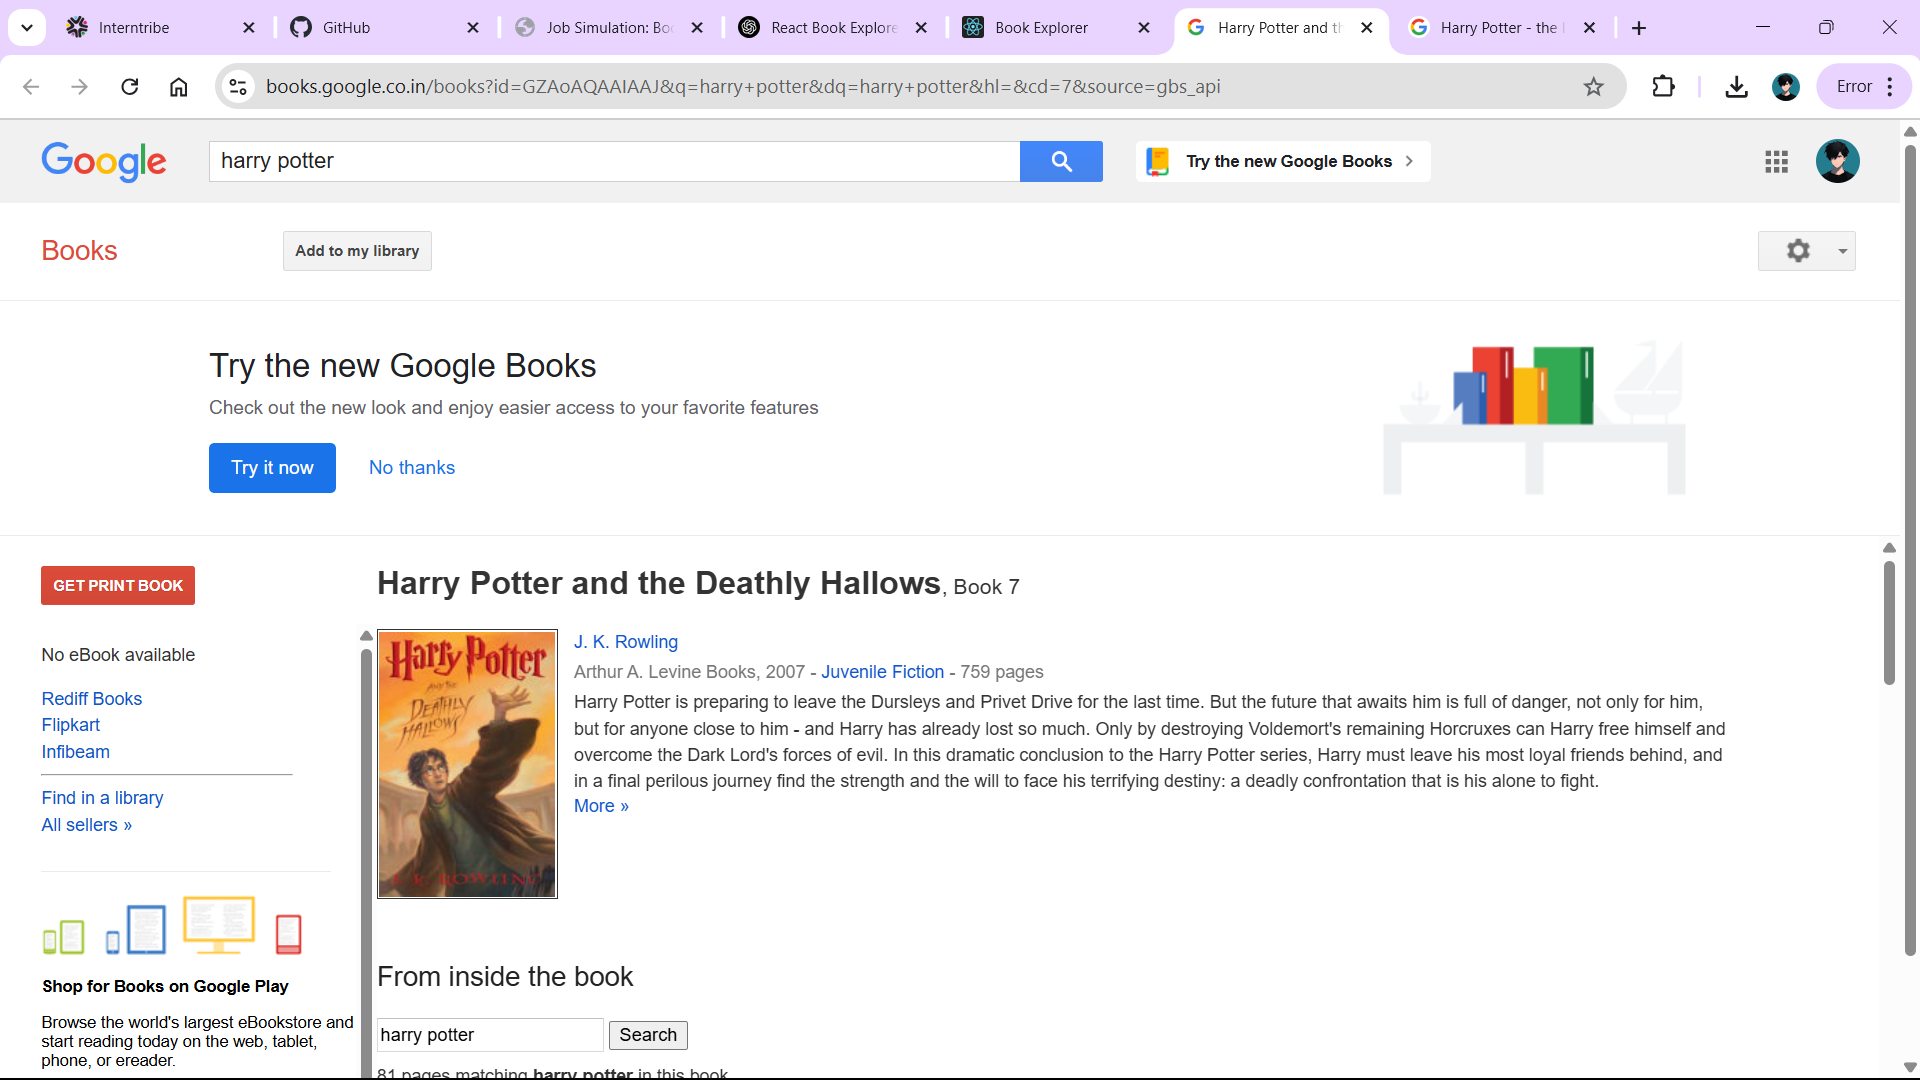 Interntribe
GitHub
Job Simulation: Bo
React Book Explore
Book Explorer
Harry Potter and th
Harry Potter - the
books.google.co.in/books?id=GZAoAQAAIAAJ&q=harry+potter&dq=harry+potter&hl=&cd=7&source=gbs_api
Error
Google
harry potter
Try the new Google Books
Books
Add to my library
Try the new Google Books
Check out the new look and enjoy easier access to your favorite features
Try it now
No thanks
GET PRINT BOOK
No eBook available
Rediff Books
Flipkart
Infibeam
Find in a library
All sellers »
Shop for Books on Google Play
Browse the world's largest eBookstore and
start reading today on the web, tablet,
phone, or ereader.
Harry Potter and the Deathly Hallows, Book 7
Harry Potter
AND THE
DEATHLY
HALLOWS
J. K. ROWLING
J. K. Rowling
Arthur A. Levine Books, 2007 - Juvenile Fiction - 759 pages
Harry Potter is preparing to leave the Dursleys and Privet Drive for the last time. But the future that awaits him is full of danger, not only for him,
but for anyone close to him - and Harry has already lost so much. Only by destroying Voldemort's remaining Horcruxes can Harry free himself and
overcome the Dark Lord's forces of evil. In this dramatic conclusion to the Harry Potter series, Harry must leave his most loyal friends behind, and
in a final perilous journey find the strength and the will to face his terrifying destiny: a deadly confrontation that is his alone to fight.
More »
From inside the book
harry potter
Search
81 pages matching harry potter in this book